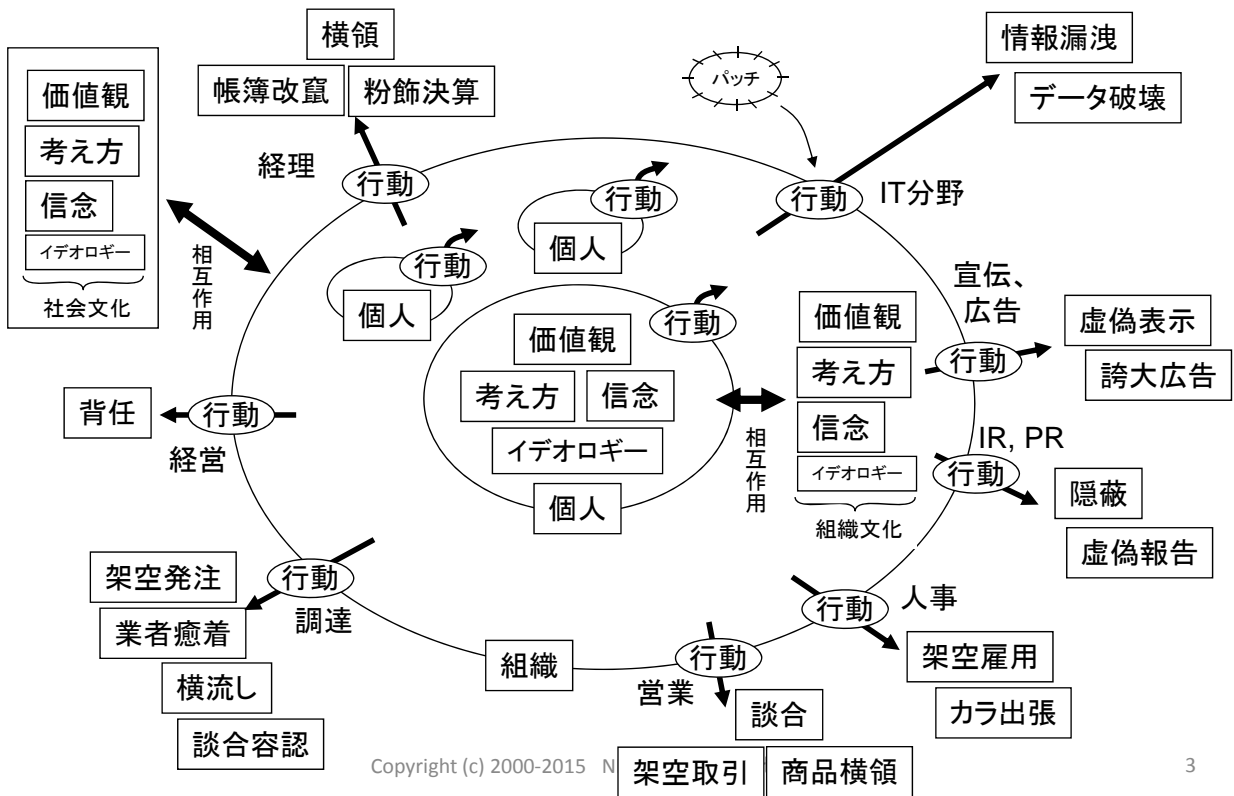 価値観
考え方
信念
イデオロギー
社会文化
相互作用
横領
帳簿改竄
粉飾決算
経理
行動
パッチ
情報漏洩
データ破壊
行動
IT分野
行動
個人
行動
個人
宣伝、
広告
行動
虚偽表示
誇大広告
行動
価値観
考え方
信念
イデオロギー
個人
相互作用
価値観
考え方
信念
イデオロギー
組織文化
IR, PR
行動
隠蔽
虚偽報告
背任
行動
経営
架空発注
業者癒着
横流し
談合容認
行動
調達
組織
行動
営業
談合
架空取引
商品横領
行動
人事
架空雇用
カラ出張
Copyright (c) 2000-2015 N
3